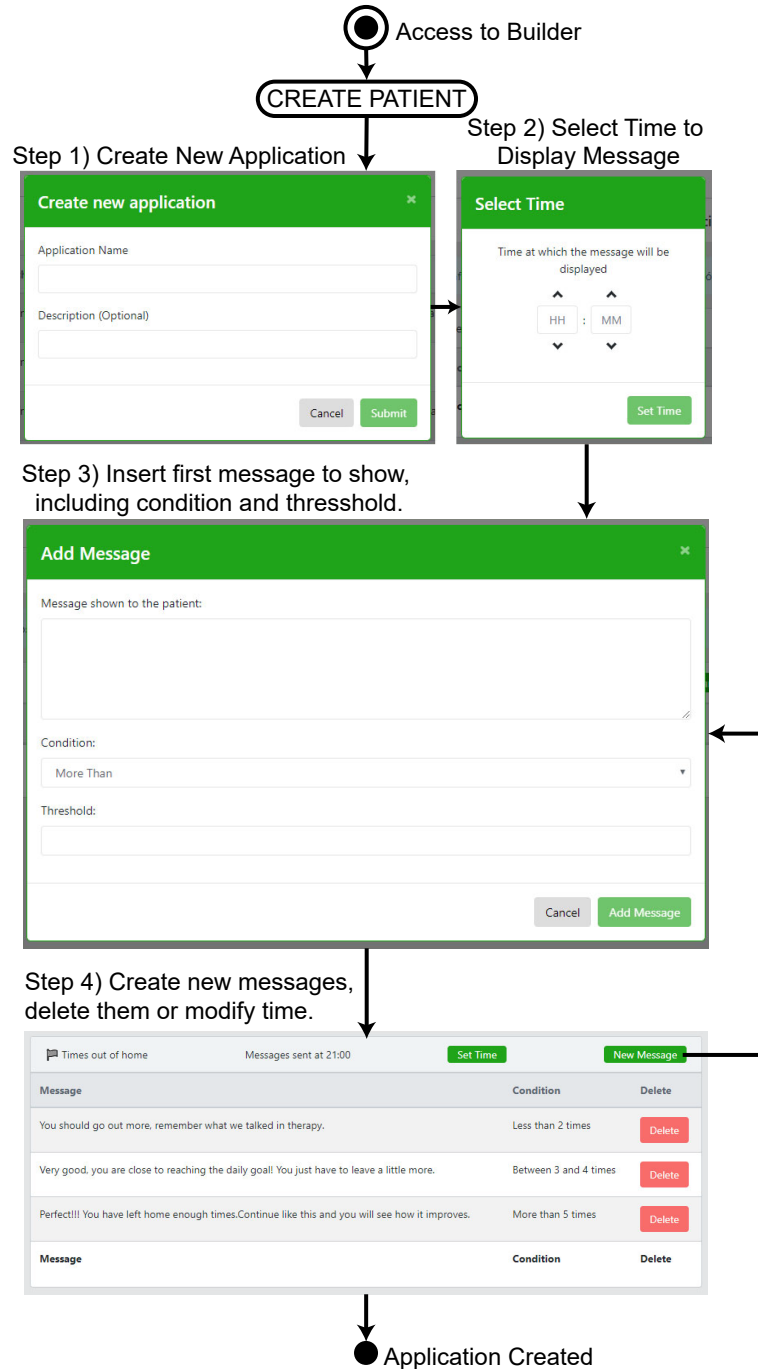 Access to Builder
CREATE PATIENT
Step 1) Create New Application
Step 2) Select Time to
Display Message
Create new application ×
Application Name
Description (Optional)
Cancel Submit
Select Time
Time at which the message will be
displayed
HH : MM
Set Time
Step 3) Insert first message to show,
including condition and thresshold.
Add Message ×
Message shown to the patient:
Condition:
More Than
Threshold:
Cancel Add Message
Step 4) Create new messages,
delete them or modify time.
Times out of home Messages sent at 21:00 Set Time New Message
Message Condition Delete
You should go out more, remember what we talked in therapy. Less than 2 times Delete
Very good, you are close to reaching the daily goal! You just have to leave a little more. Between 3 and 4 times Delete
Perfect!!! You have left home enough times.Continue like this and you will see how it improves. More than 5 times Delete
Message Condition Delete
Application Created